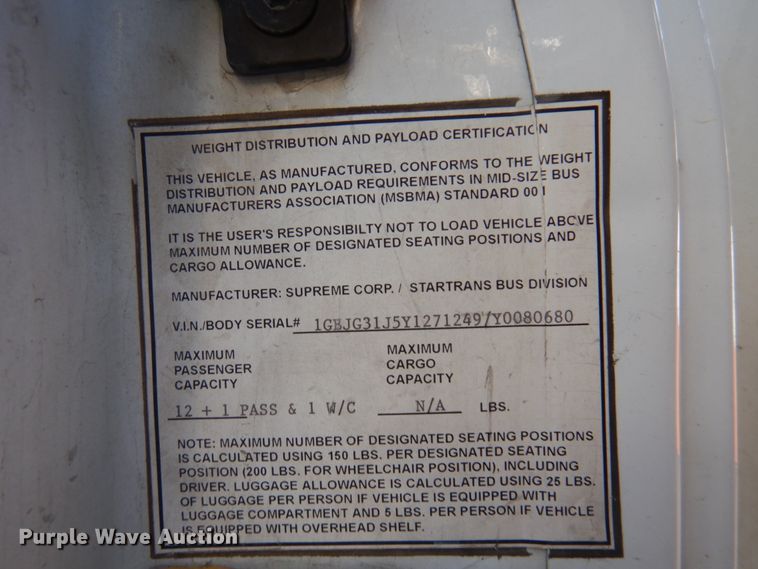 WEIGHT DISTRIBUTION AND PAYLOAD CERTIFICATION
THIS VEHICLE, AS MANUFACTURED, CONFORMS TO THE WEIGHT
DISTRIBUTION AND PAYLOAD REQUIREMENTS IN MID-SIZE BUS
MANUFACTURERS ASSOCIATION (MSBMA) STANDARD 001
IT IS THE USER'S RESPONSIBILTY NOT TO LOAD VEHICLE ABOVE
MAXIMUM NUMBER OF DESIGNATED SEATING POSITIONS AND
CARGO ALLOWANCE.
MANUFACTURER: SUPREME CORP. / STARTRANS BUS DIVISION
V.I.N./BODY SERIAL# 1GBJG31J5Y1271249/Y0080680
MAXIMUM PASSENGER CAPACITY
12 + 1 PASS & 1 W/C
MAXIMUM CARGO CAPACITY
N/A LBS.
NOTE: MAXIMUM NUMBER OF DESIGNATED SEATING POSITIONS
IS CALCULATED USING 150 LBS. PER DESIGNATED SEATING
POSITION (200 LBS. FOR WHEELCHAIR POSITION), INCLUDING
DRIVER. LUGGAGE ALLOWANCE IS CALCULATED USING 25 LBS.
OF LUGGAGE PER PERSON IF VEHICLE IS EQUIPPED WITH
LUGGAGE COMPARTMENT AND 5 LBS. PER PERSON IF VEHICLE
IS EQUIPPED WITH OVERHEAD SHELF.
Purple Wave Auction